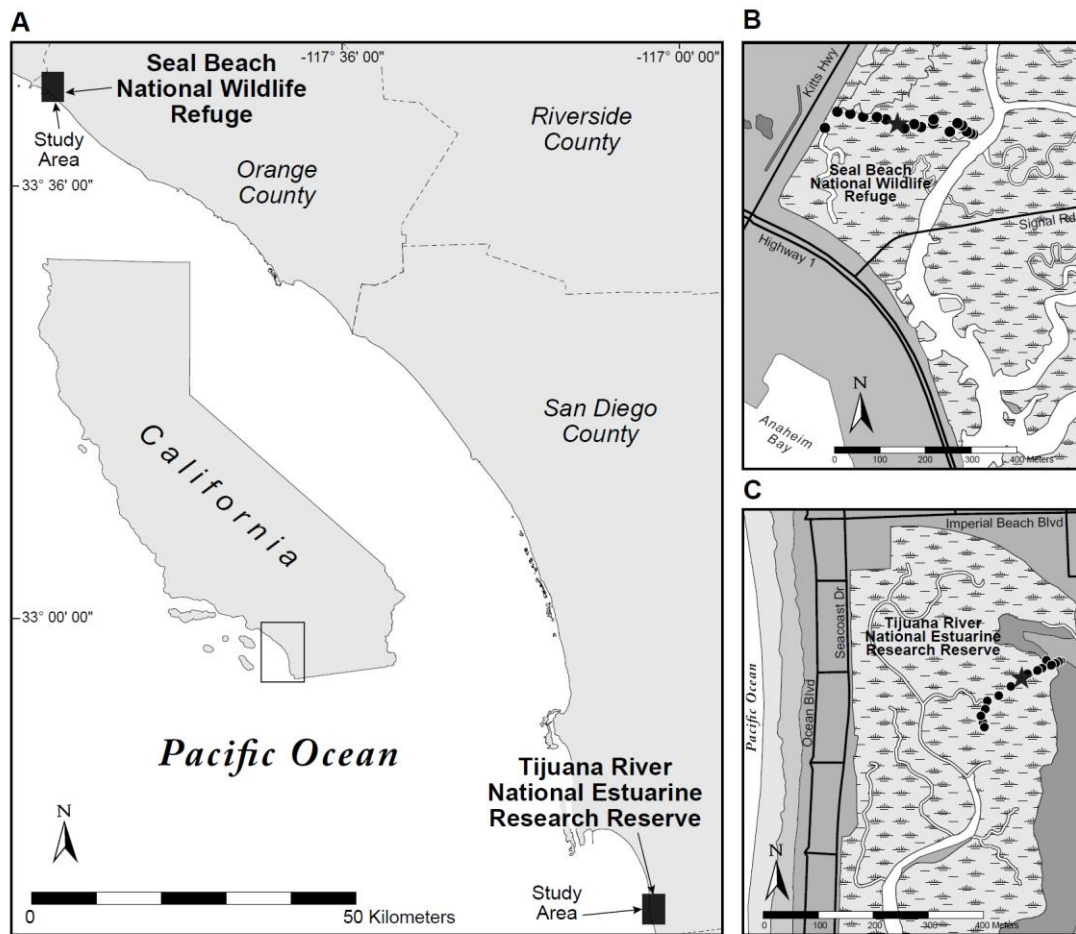 A
-117° 36' 00"
-117° 00' 00"
Seal Beach
National Wildlife
Refuge
Study
Area
Riverside
County
Orange
County
33° 36' 00"
San Diego
County
California
33° 00' 00"
Pacific Ocean
Tijuana River
National Estuarine
Research Reserve
N
Study
Area
0
50 Kilometers
B
Kitts Hwy
Seal Beach
National Wildlife
Refuge
Signal Rd
Highway 1
N
Anaheim
Bay
0 100 200 300 400 Meters
C
Imperial Beach Blvd
Seacoast Dr
Tijuana River
National Estuarine
Research Reserve
Ocean Blvd
Pacific Ocean
N
0 100 200 300 400 Meters